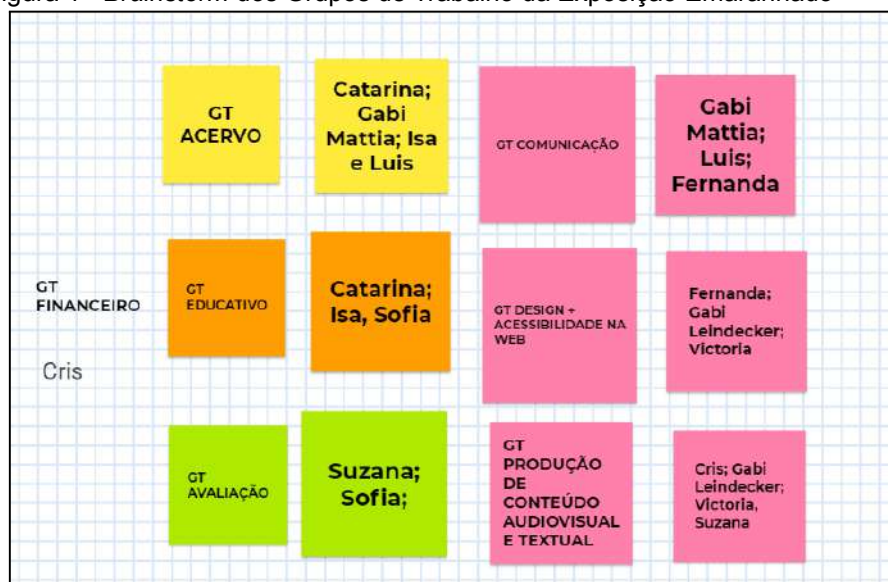 GT
ACERVO
Catarina;
Gabi
Mattia; Isa
e Luis
GT COMUNICAÇÃO
Gabi
Mattia;
Luis;
Fernanda
GT
FINANCEIRO
Cris
GT
EDUCATIVO
Catarina;
Isa, Sofia
GT DESIGN +
ACESSIBILIDADE NA
WEB
Fernanda;
Gabi
Leindecker;
Victoria
GT
AVALIAÇÃO
Suzana;
Sofia;
GT
PRODUÇÃO
DE
CONTEÚDO
AUDIOVISUAL
E TEXTUAL
Cris; Gabi
Leindecker;
Victoria,
Suzana